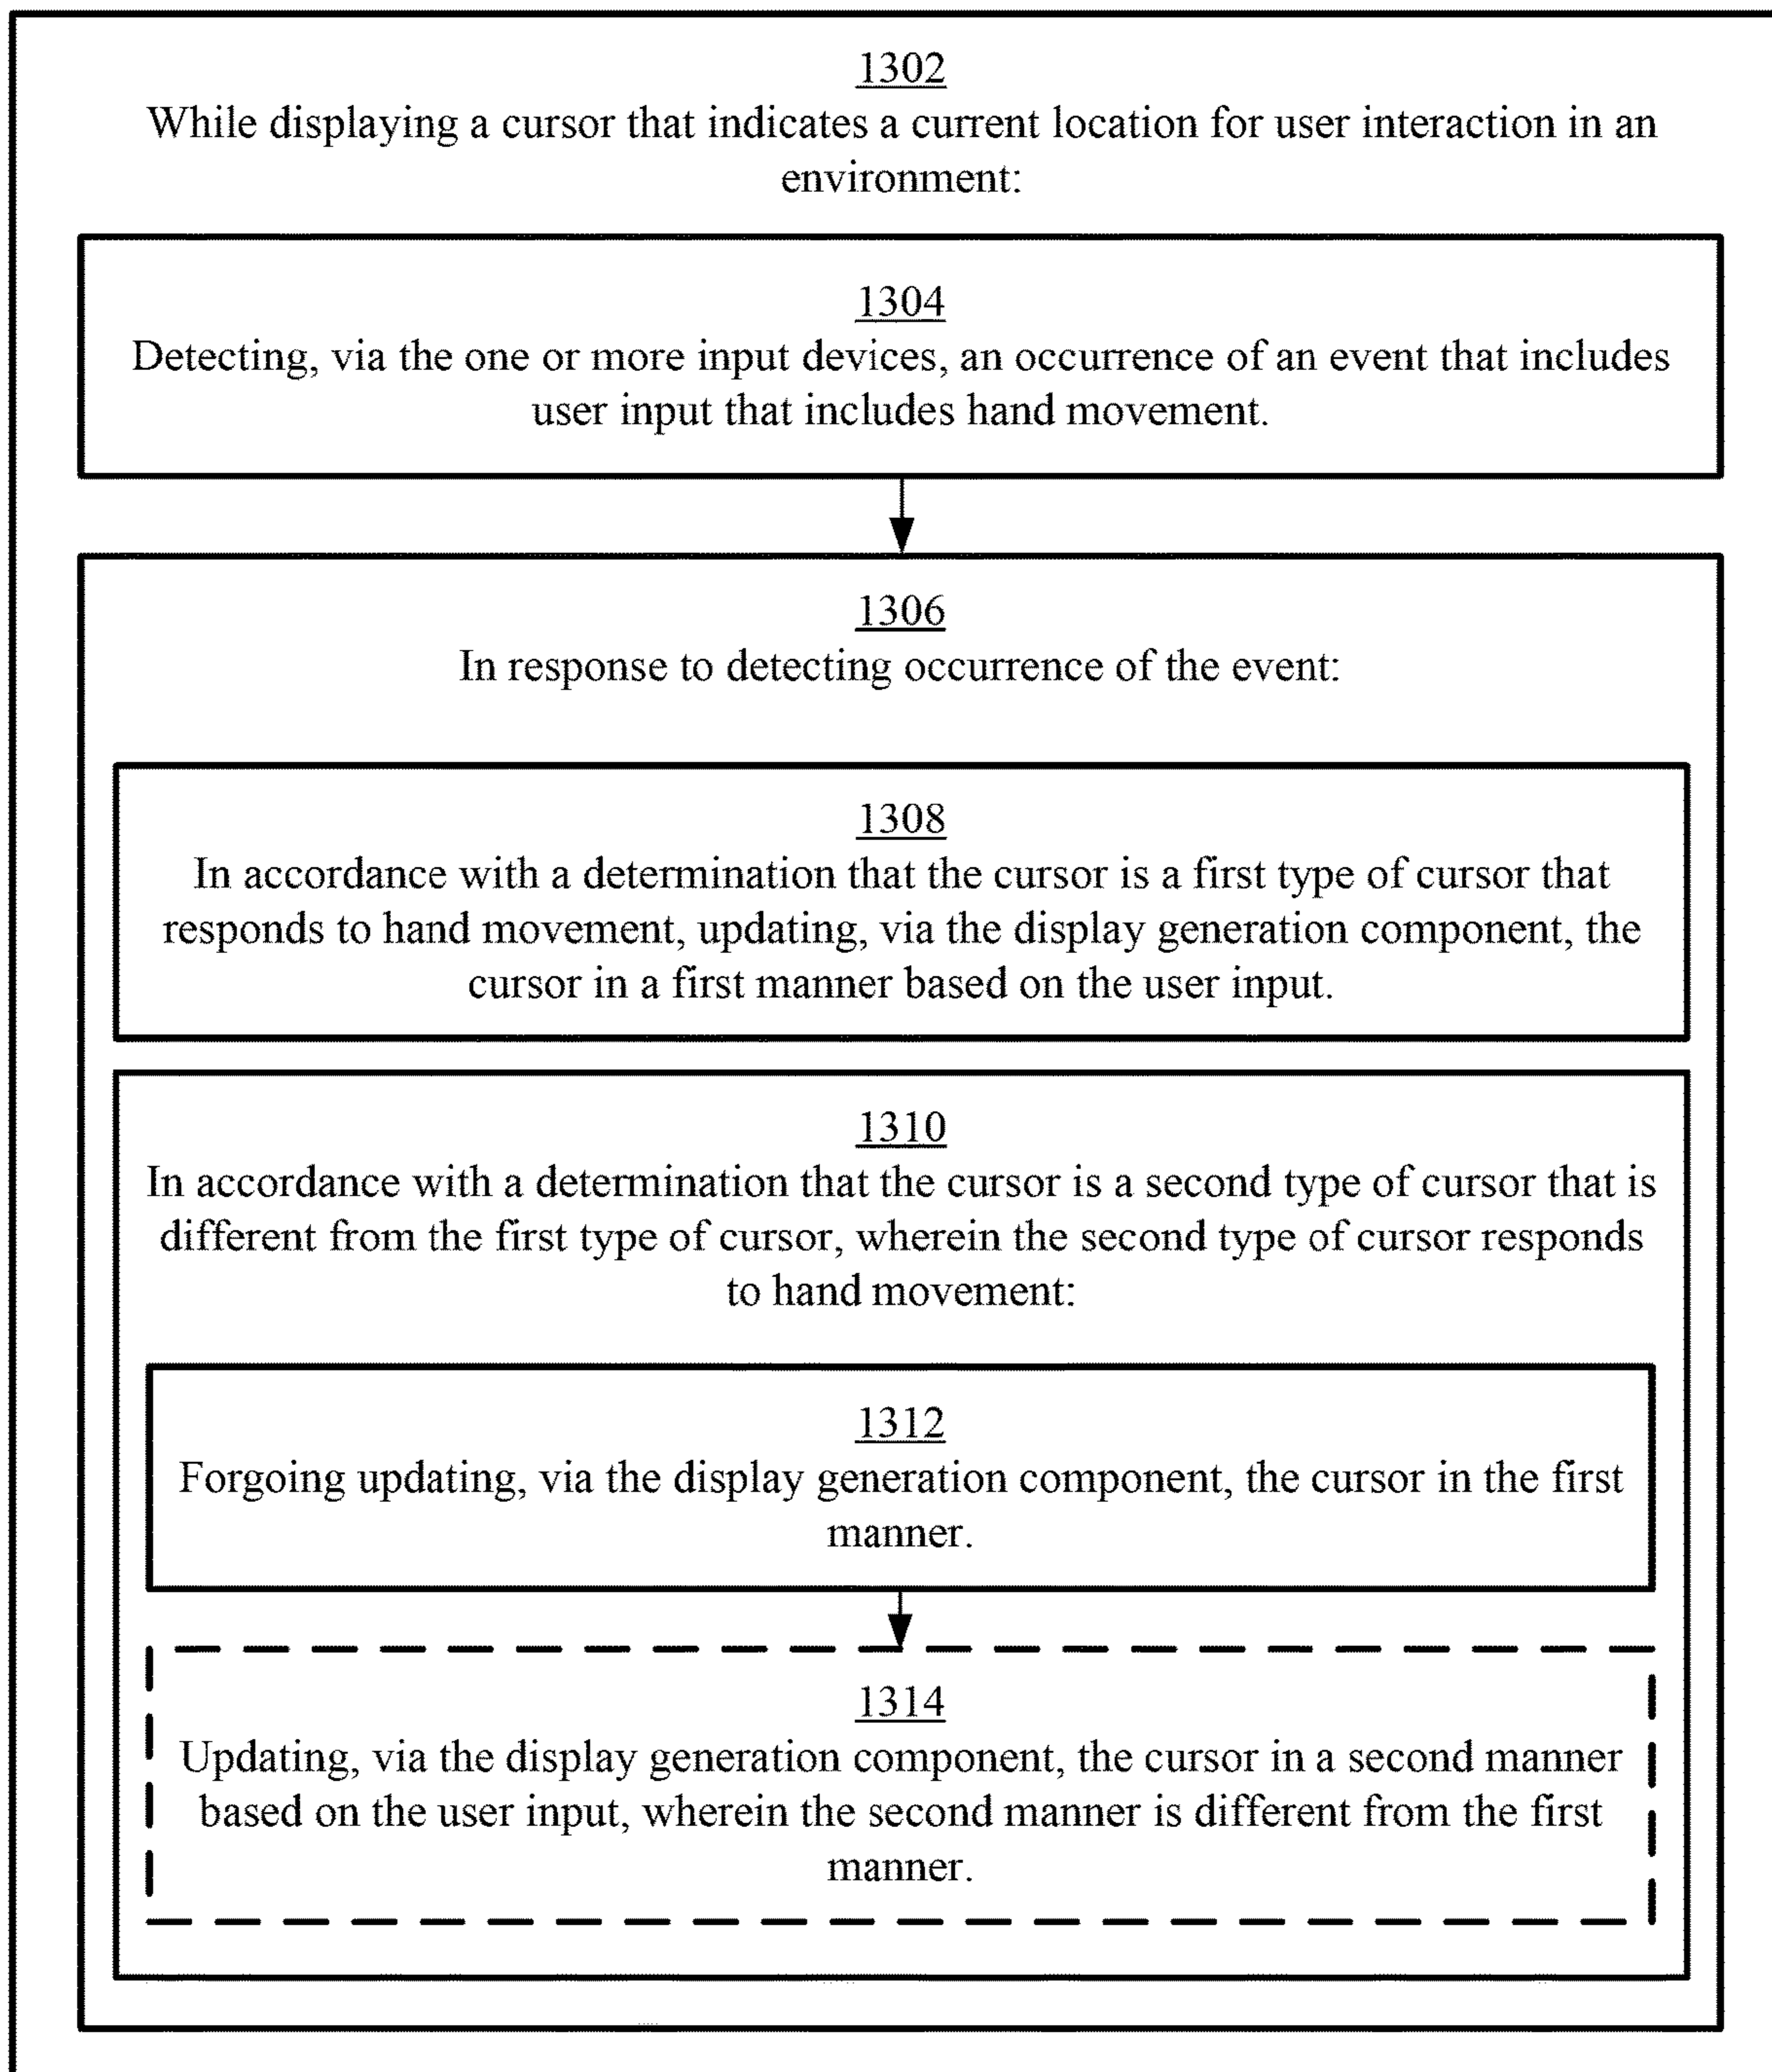 1302
While displaying a cursor that indicates a current location for user interaction in an
environment:
1304
Detecting, via the one or more input devices, an occurrence of an event that includes
user input that includes hand movement.
1306
In response to detecting occurrence of the event:
1308
In accordance with a determination that the cursor is a first type of cursor that
responds to hand movement, updating, via the display generation component, the
cursor in a first manner based on the user input.
1310
In accordance with a determination that the cursor is a second type of cursor that is
different from the first type of cursor, wherein the second type of cursor responds
to hand movement:
1312
Forgoing updating, via the display generation component, the cursor in the first
manner.
1314
Updating, via the display generation component, the cursor in a second manner
based on the user input, wherein the second manner is different from the first
manner.